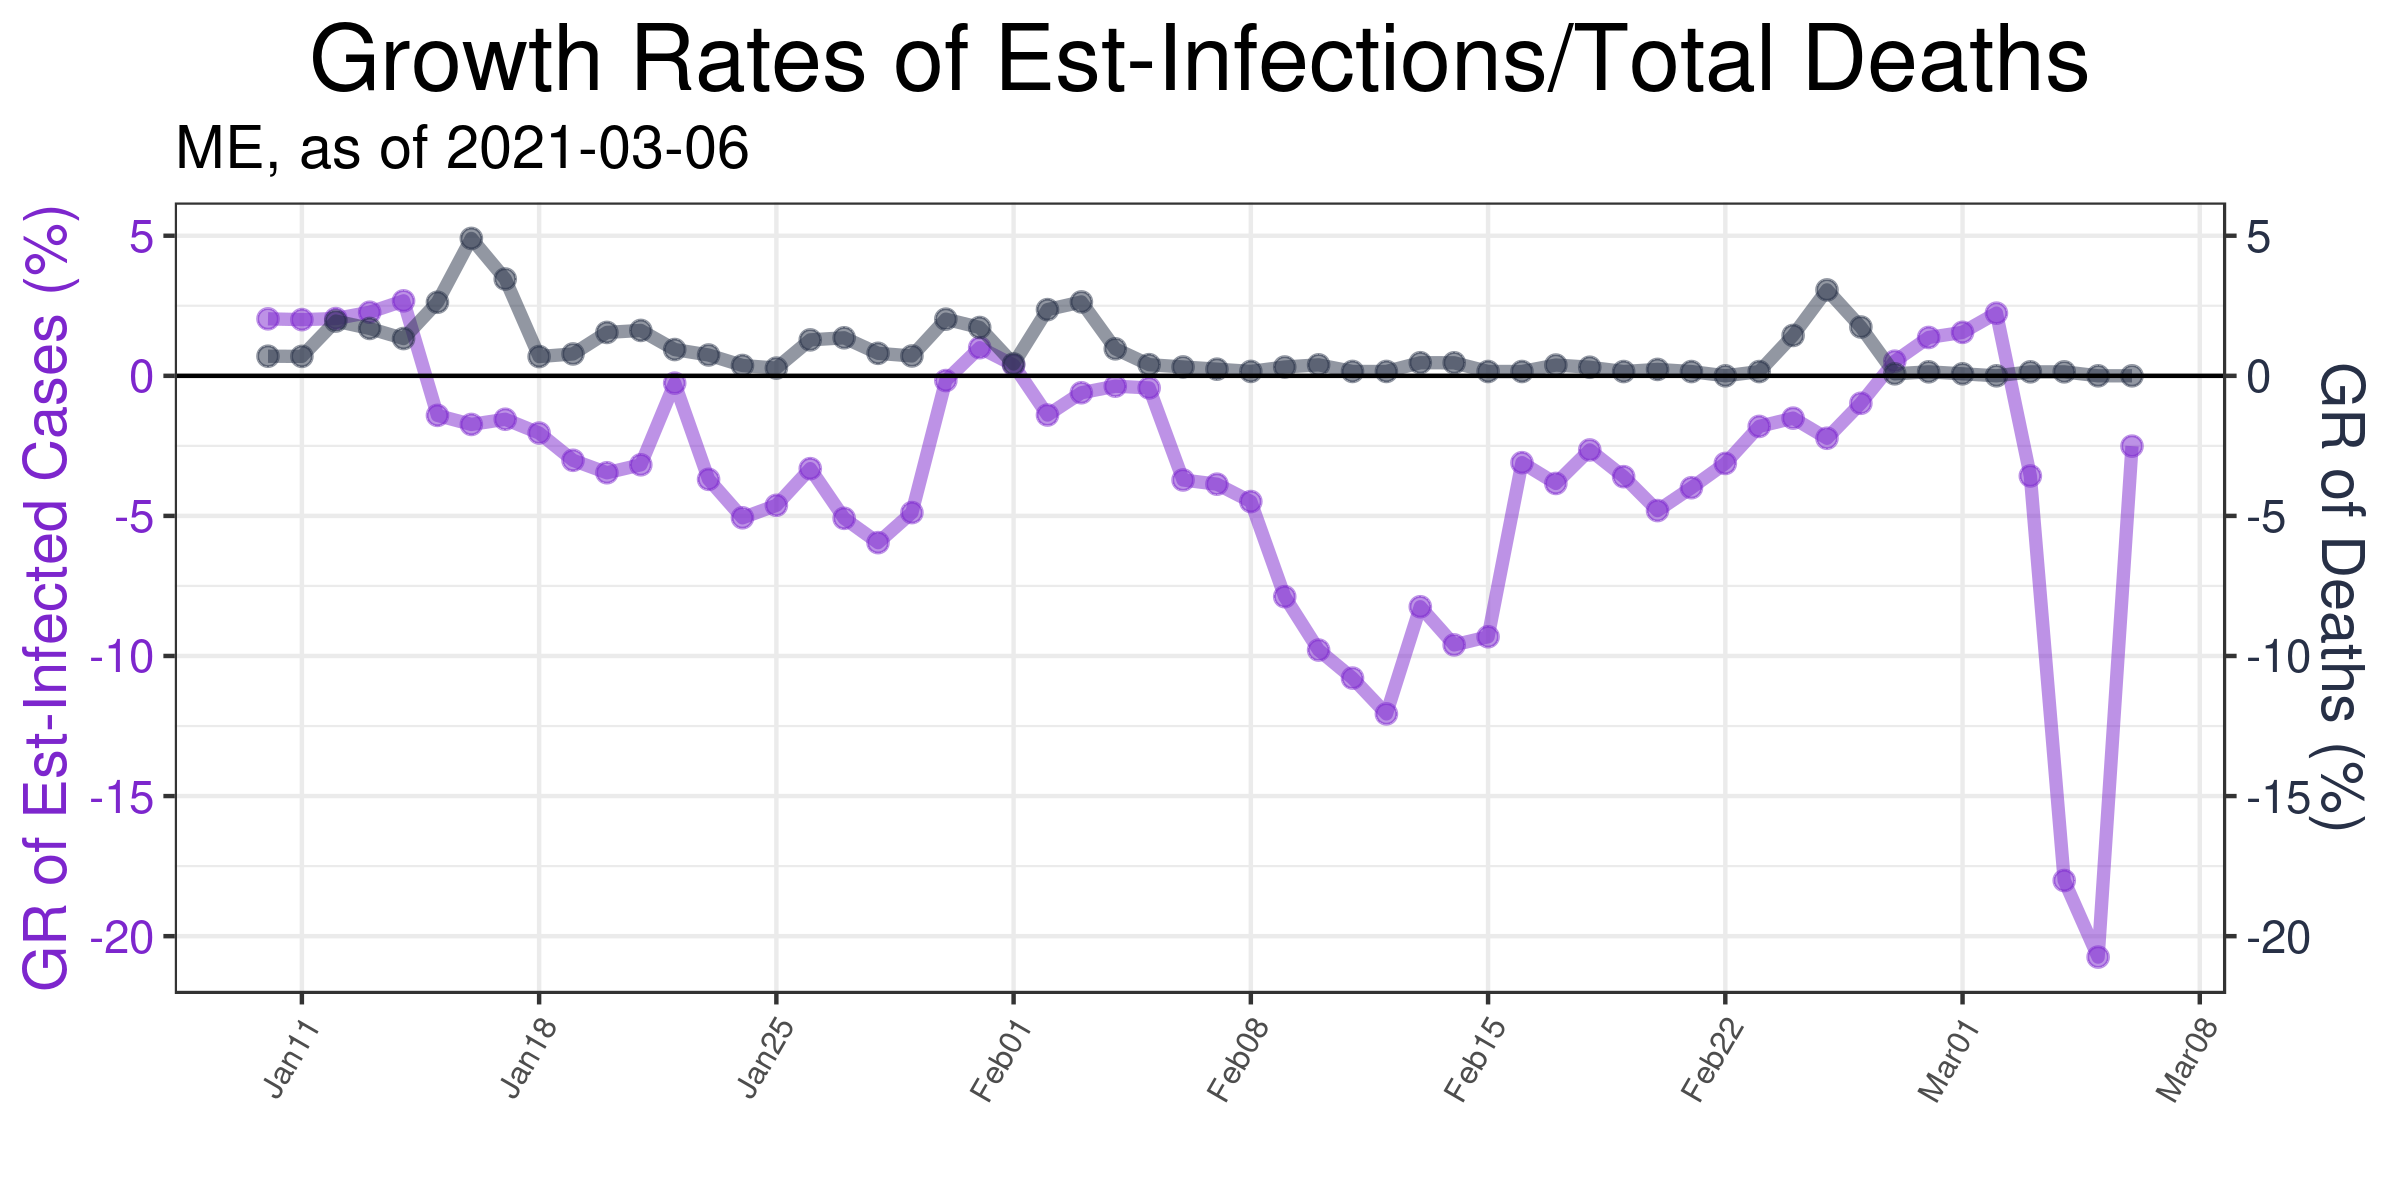 Growth Rates of Est-Infections/Total Deaths
ME, as of 2021-03-06
GR of Est-Infected Cases (%)
5
0
-5
-10
-15
-20
5
0
-5
-10
-15
-20
GR of Deaths (%)
Jan11
Jan18
Jan25
Feb01
Feb08
Feb15
Feb22
Mar01
Mar08